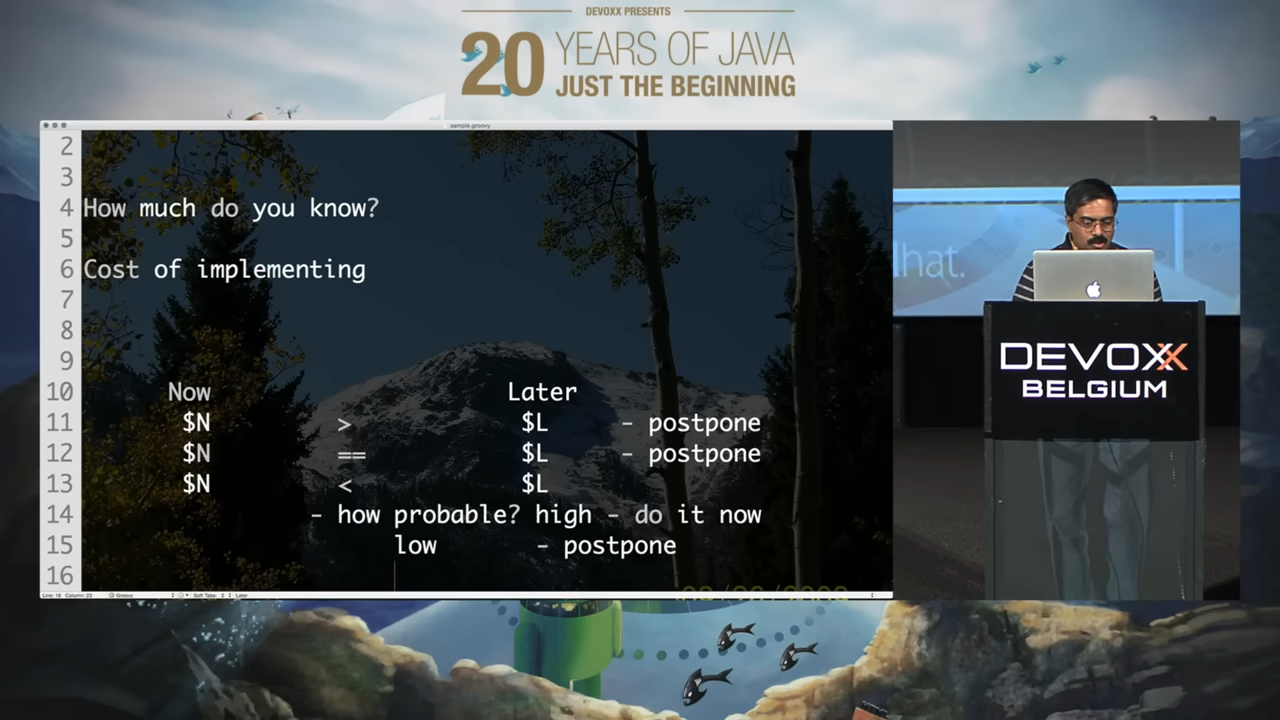 DEVOXX PRESENTS
20 YEARS OF JAVA
JUST THE BEGINNING
sample.groovy
2
3
4 How much do you know?
5
6 Cost of implementing
7
8
9
10 Now Later
11 $N > $L - postpone
12 $N == $L - postpone
13 $N < $L
14 - how probable? high - do it now
15 low - postpone
16
hat.
DEVOXX
BELGIUM